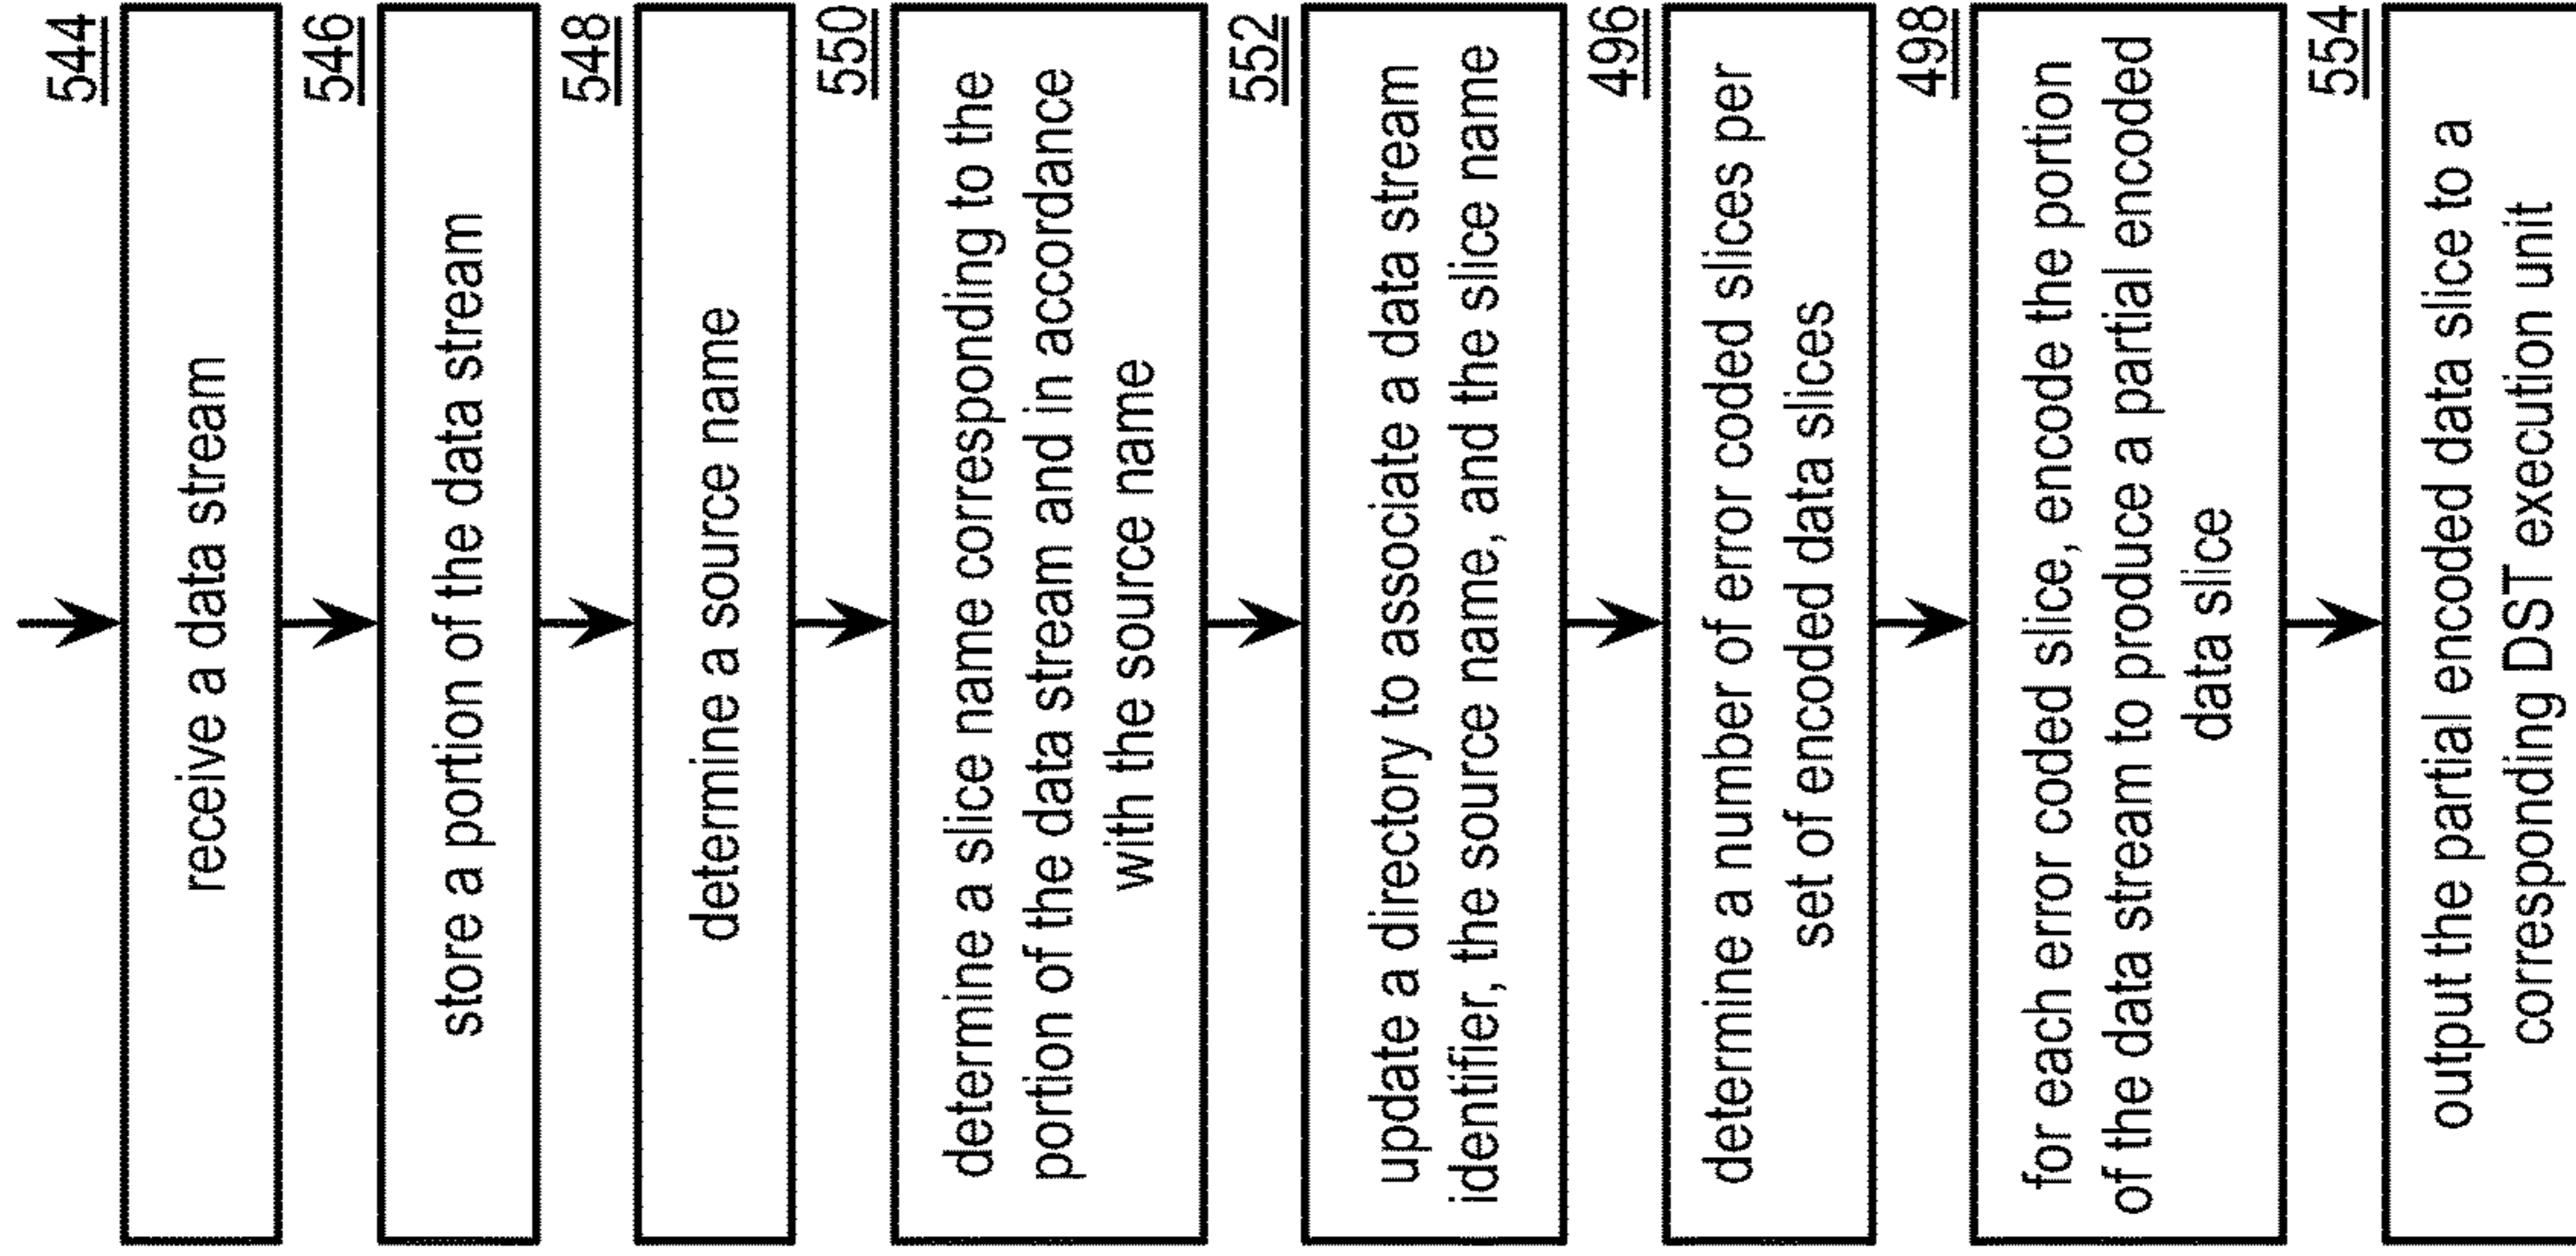 544
receive a data stream
546
store a portion of the data stream
548
determine a source name
550
determine a slice name corresponding to the
portion of the data stream and in accordance
with the source name
552
update a directory to associate a data stream
identifier, the source name, and the slice name
496
determine a number of error coded slices per
set of encoded data slices
498
for each error coded slice, encode the portion
of the data stream to produce a partial encoded
data slice
554
output the partial encoded data slice to a
corresponding DST execution unit